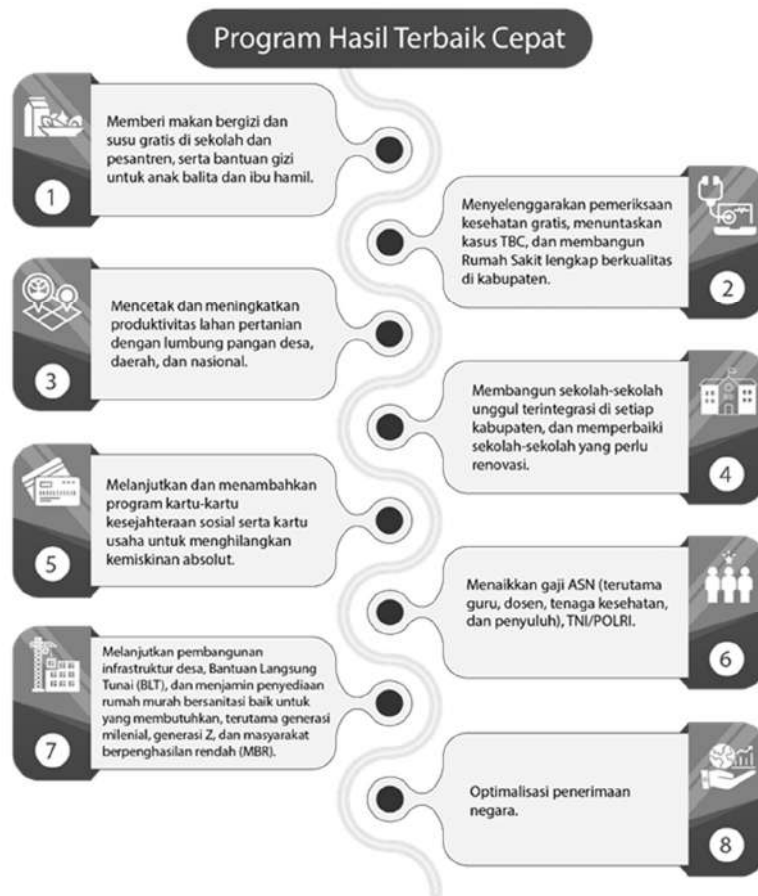 Program Hasil Terbaik Cepat
Memberi makan bergizi dan
susu gratis di sekolah dan
pesantren, serta bantuan gizi
untuk anak balita dan ibu hamil.
1
Menyelenggarakan pemeriksaan
kesehatan gratis, menuntaskan
kasus TBC, dan membangun
Rumah Sakit lengkap berkualitas
di kabupaten.
2
Mencetak dan meningkatkan
produktivitas lahan pertanian
dengan lumbung pangan desa,
daerah, dan nasional.
3
Membangun sekolah-sekolah
unggul terintegrasi di setiap
kabupaten, dan memperbaiki
sekolah-sekolah yang perlu
renovasi.
4
Melanjutkan dan menambahkan
program kartu-kartu
kesejahteraan sosial serta kartu
usaha untuk menghilangkan
kemiskinan absolut.
5
Menaikkan gaji ASN (terutama
guru, dosen, tenaga kesehatan,
dan penyuluh), TNI/POLRI.
6
Melanjutkan pembangunan
infrastruktur desa, Bantuan Langsung
Tunai (BLT), dan menjamin penyediaan
rumah murah bersanitasi baik untuk
yang membutuhkan, terutama generasi
milenial, generasi Z, dan masyarakat
berpenghasilan rendah (MBR).
7
Optimalisasi penerimaan
negara.
8